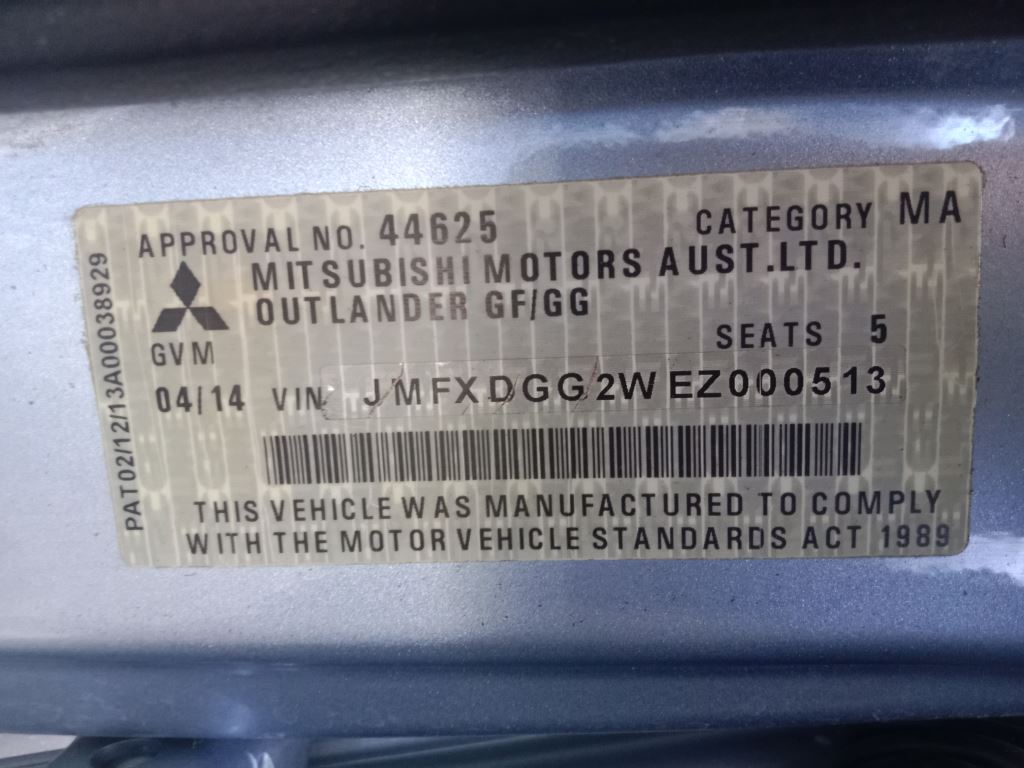 APPROVAL NO. 44625 CATEGORY MA
MITSUBISHI MOTORS AUST.LTD.
OUTLANDER GF/GG
SEATS 5
GVM
04/14 VIN JMFXDGG2WEZ000513
THIS VEHICLE WAS MANUFACTURED TO COMPLY
WITH THE MOTOR VEHICLE STANDARDS ACT 1989
PAT02/12/13A00038929